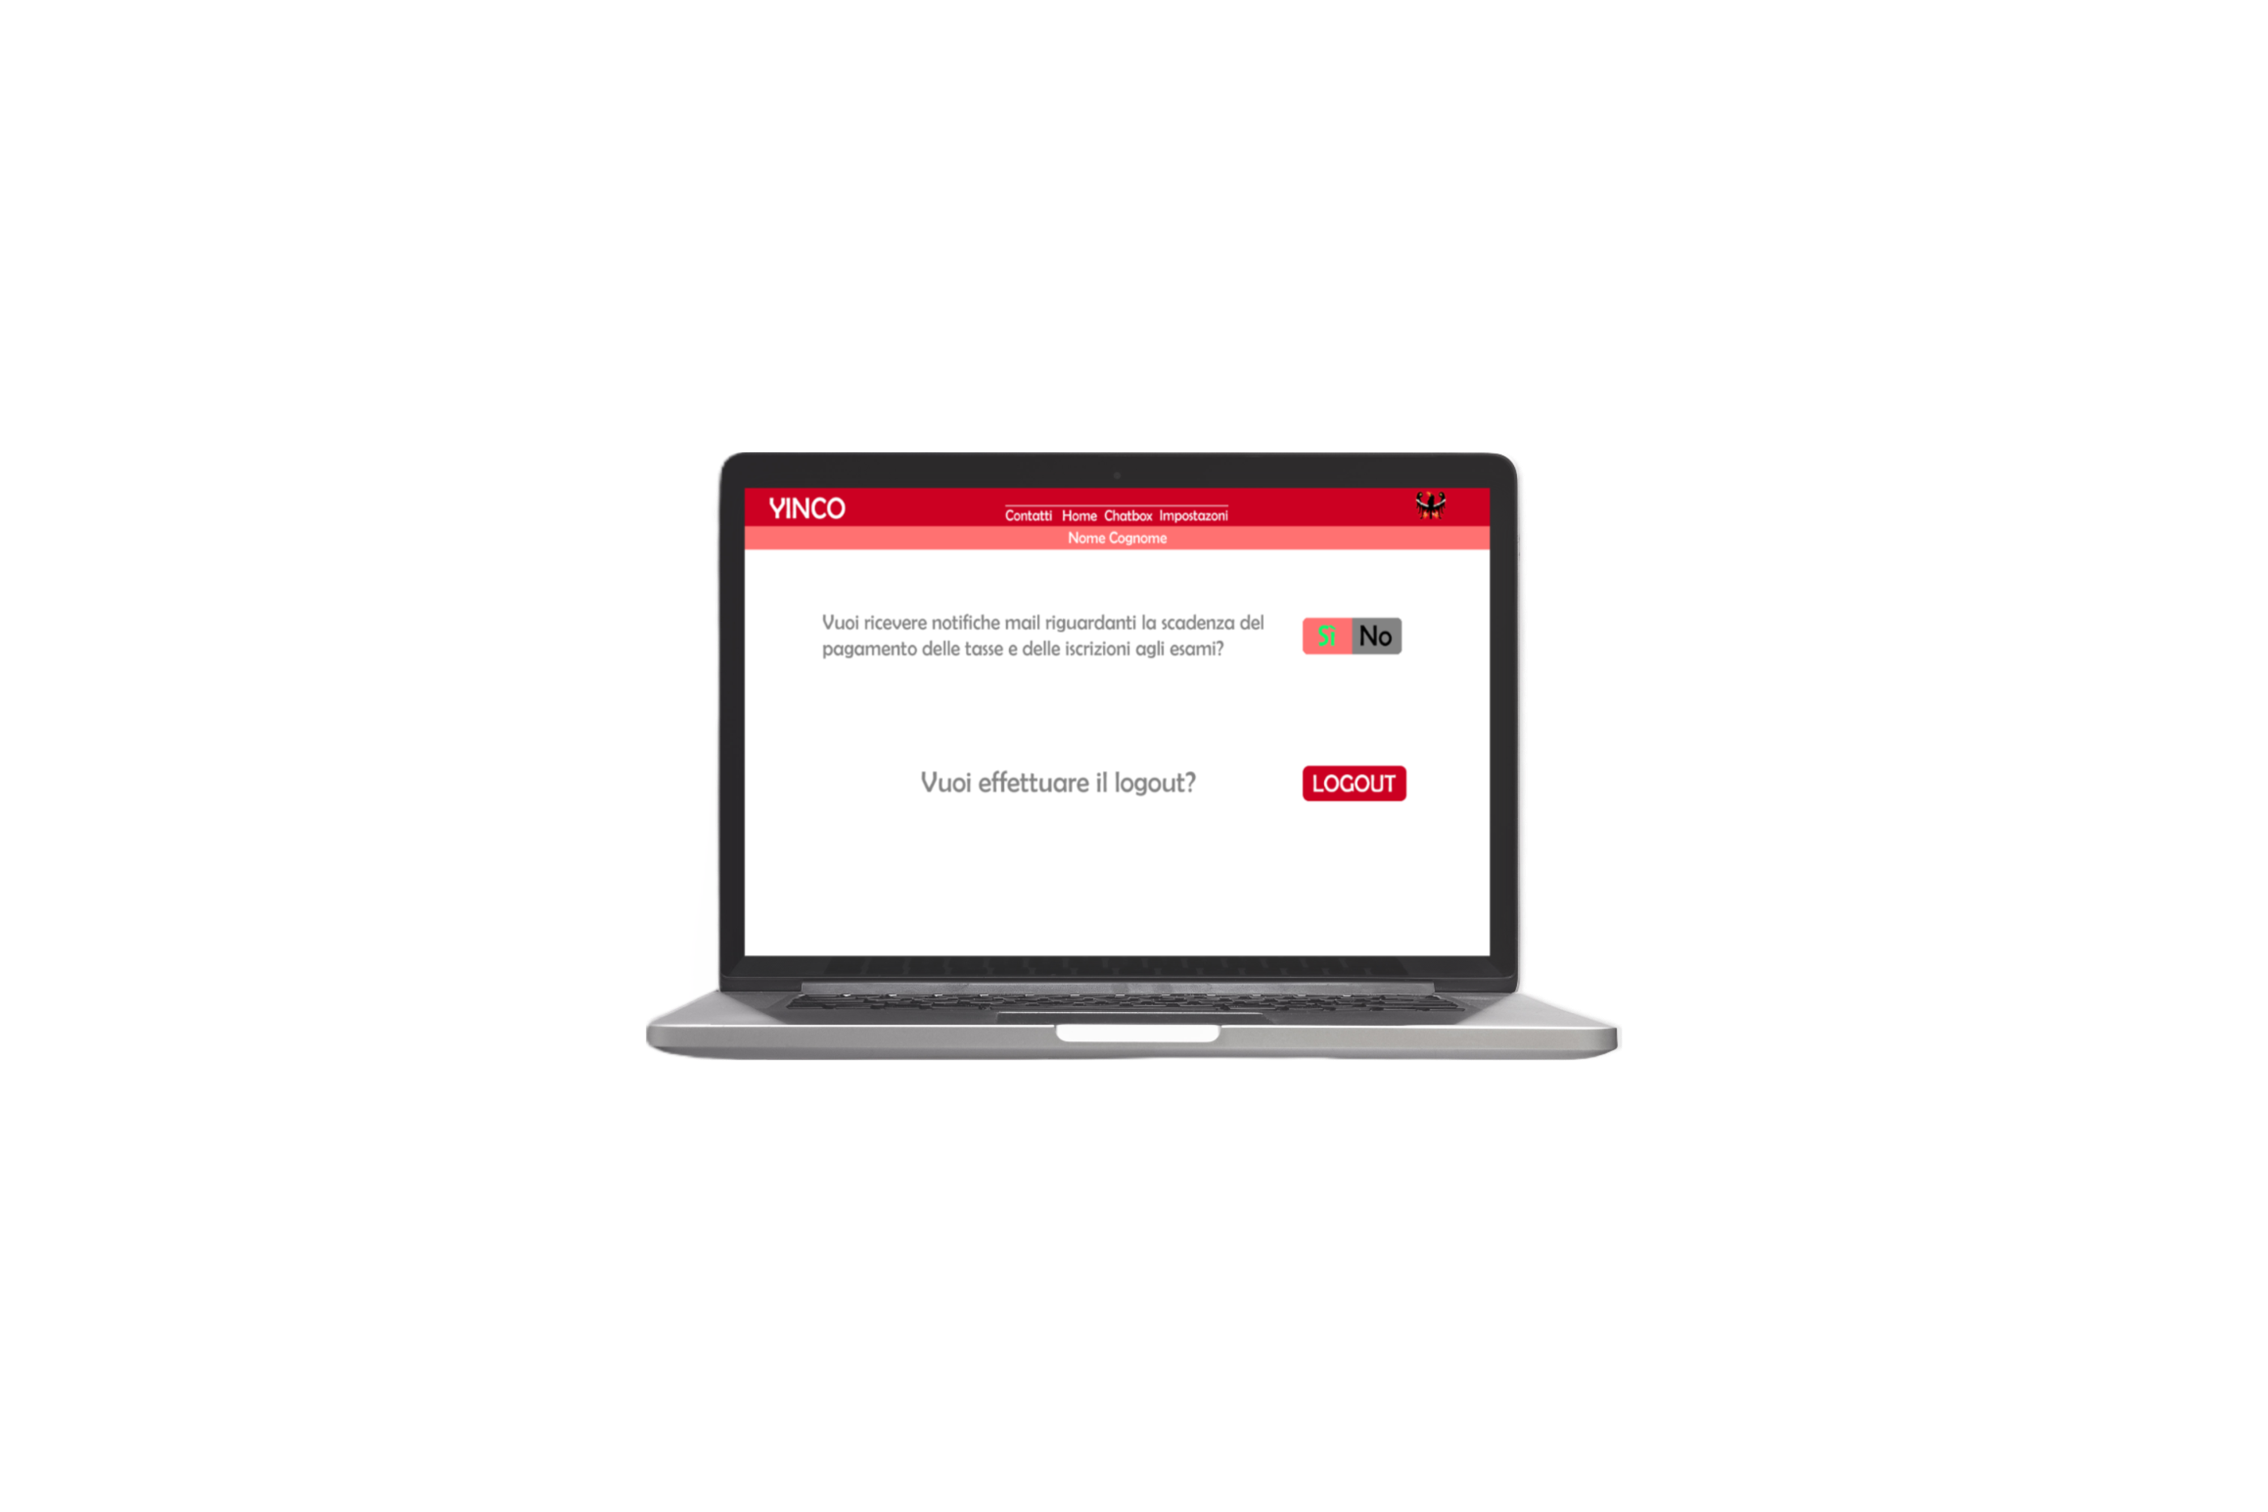 YINCO
Contatti Home Chatbox Impostazoni
Nome Cognome
Vuoi ricevere notifiche mail riguardanti la scadenza del
pagamento delle tasse e delle iscrizioni agli esami?
Si No
Vuoi effettuare il logout?
LOGOUT